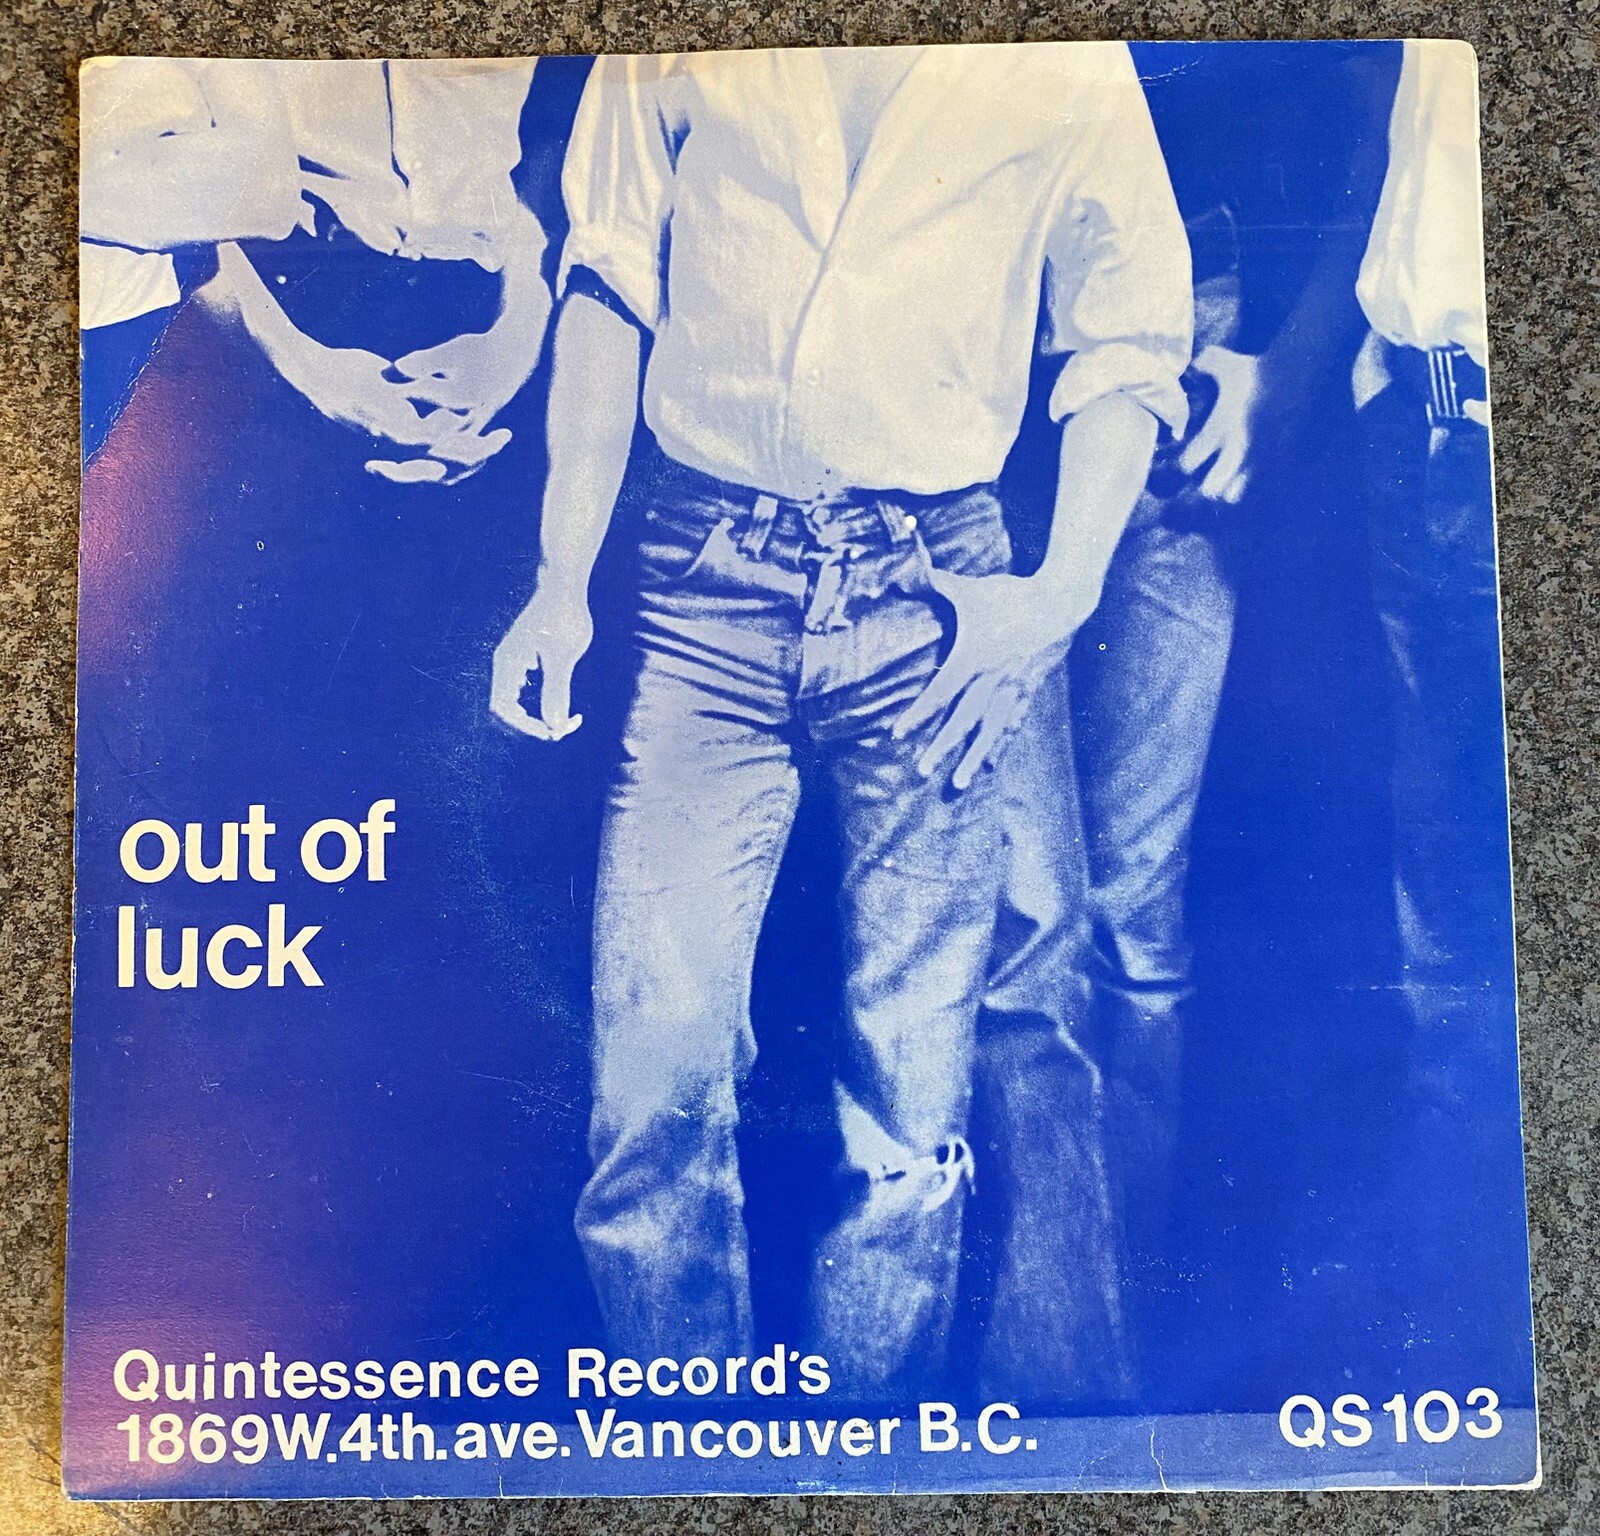 out of
luck
Quintessence Record's
1869W.4th.ave.Vancouver B.C.
QS103